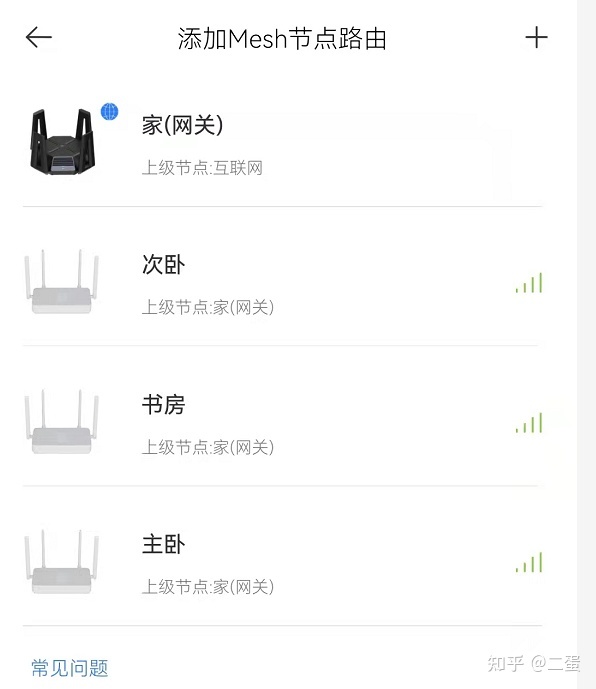 添加Mesh节点路由
家(网关)
上级节点:互联网
次卧
上级节点:家(网关)
书房
上级节点:家(网关)
主卧
上级节点:家(网关)
常见问题
知乎 @二蛋